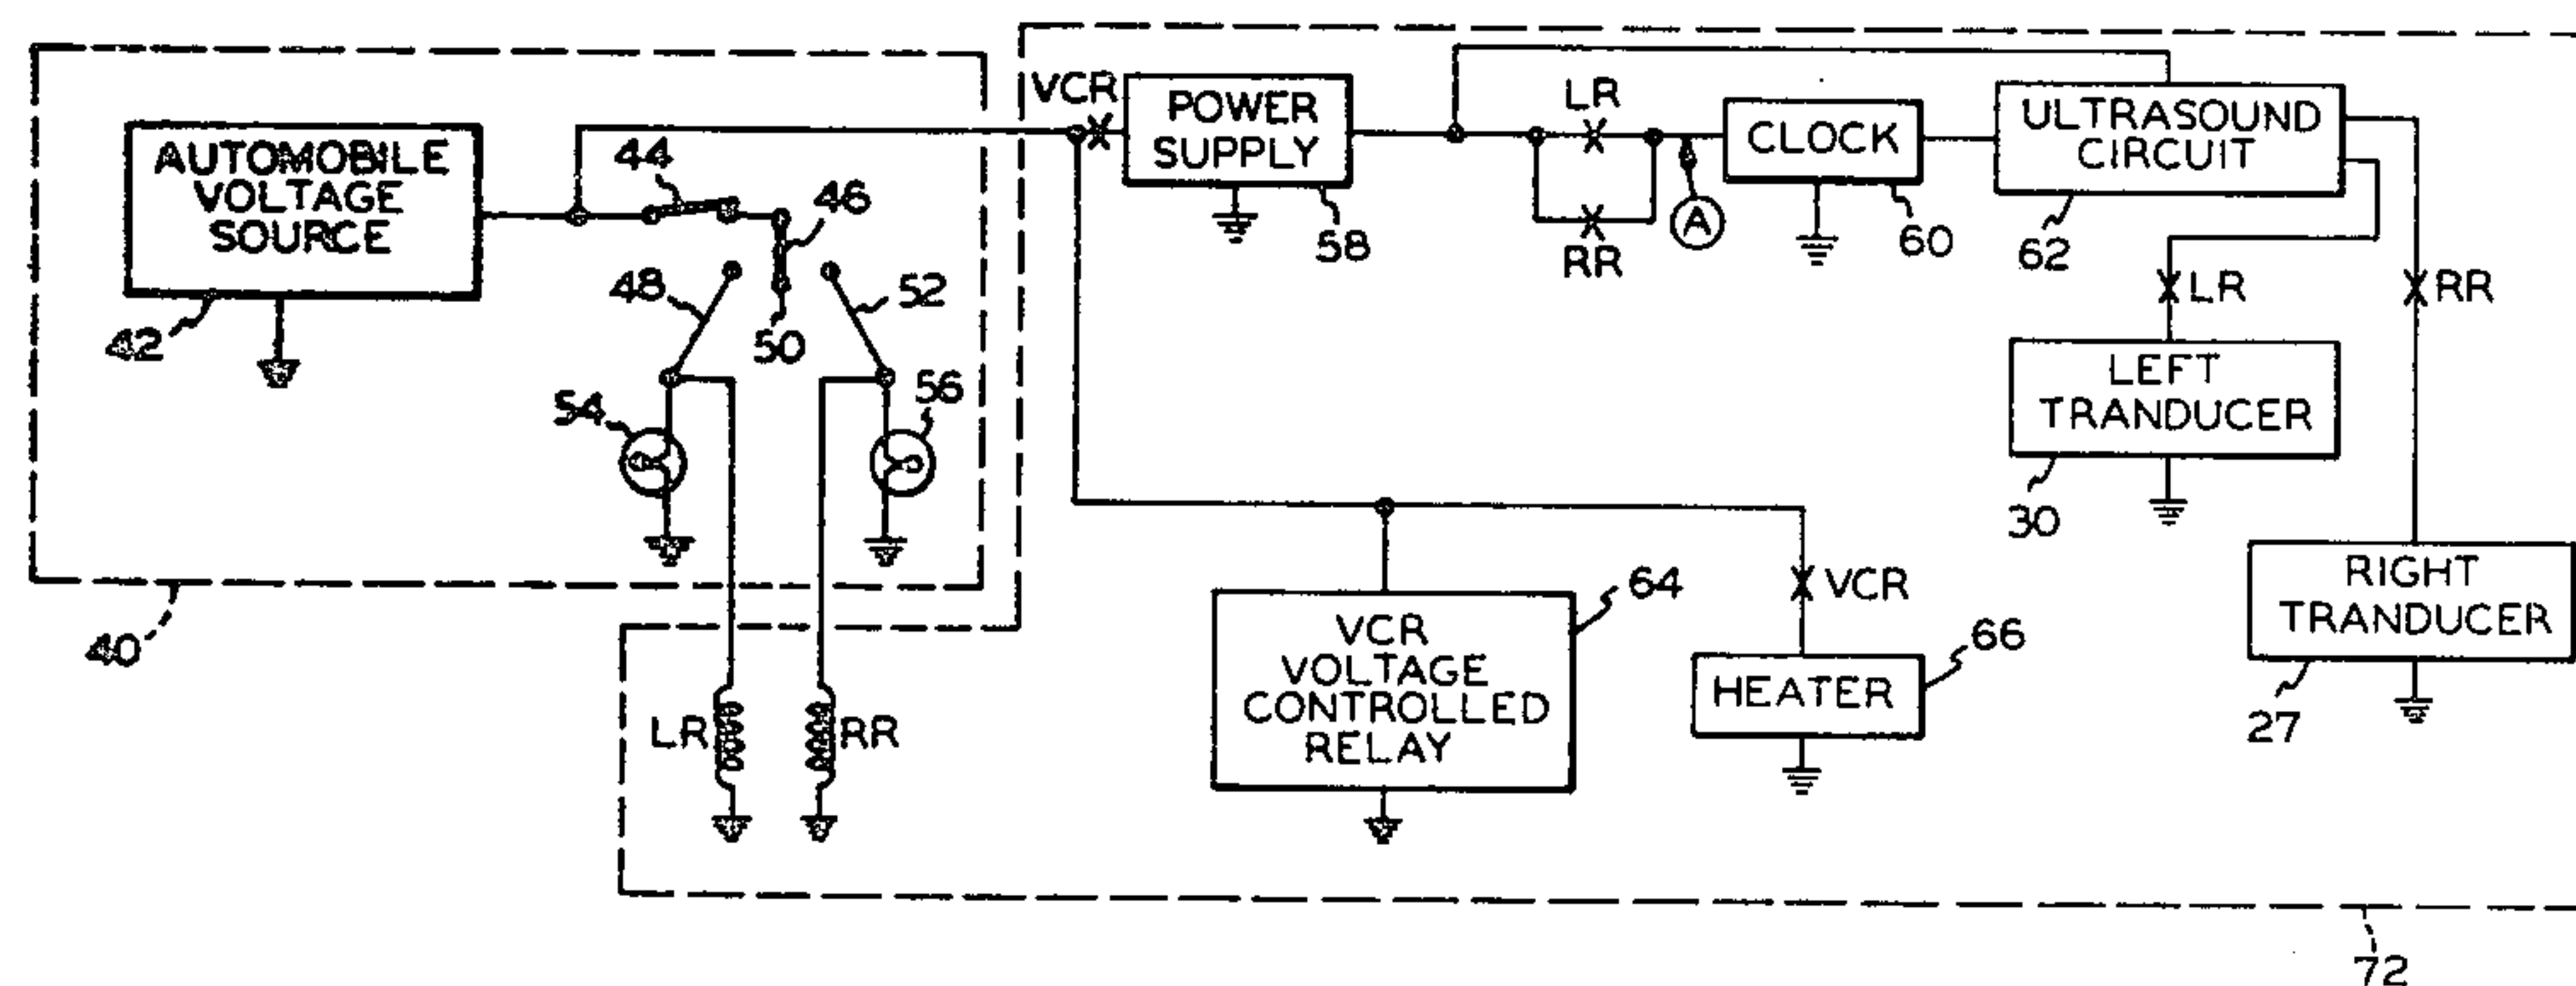 AUTOMOBILE
VOLTAGE
SOURCE
42
44
46
48
50
52
54
56
40
LR
RR
VCR
POWER
SUPPLY
58
LR
RR
A
CLOCK
60
ULTRASOUND
CIRCUIT
62
LR
RR
LEFT
TRANDUCER
30
RIGHT
TRANDUCER
27
VCR
VOLTAGE
CONTROLLED
RELAY
64
VCR
HEATER
66
72